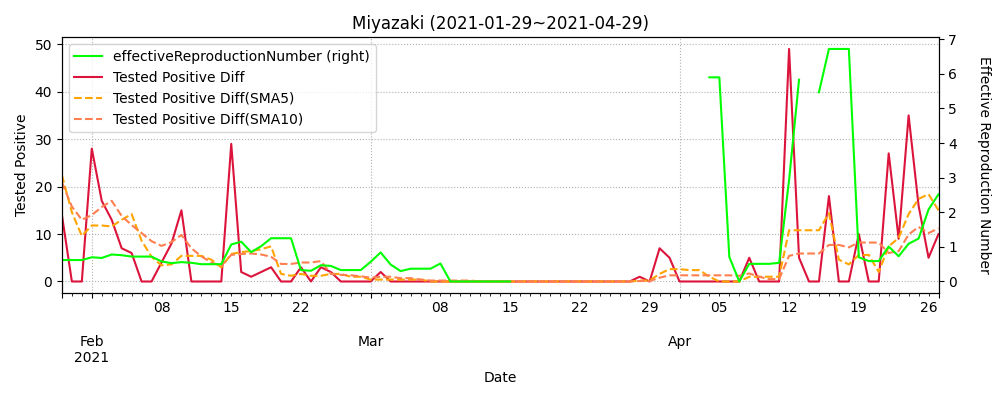 Miyazaki (2021-01-29~2021-04-29)
effectiveReproductionNumber (right)
Tested Positive Diff
Tested Positive Diff(SMA5)
Tested Positive Diff(SMA10)
Tested Positive
50
40
30
20
10
0
7
6
5
4
3
2
1
0
Effective Reproduction Number
08 15 22 08 15 22 29 05 12 19 26
Feb Mar Apr
2021
Date